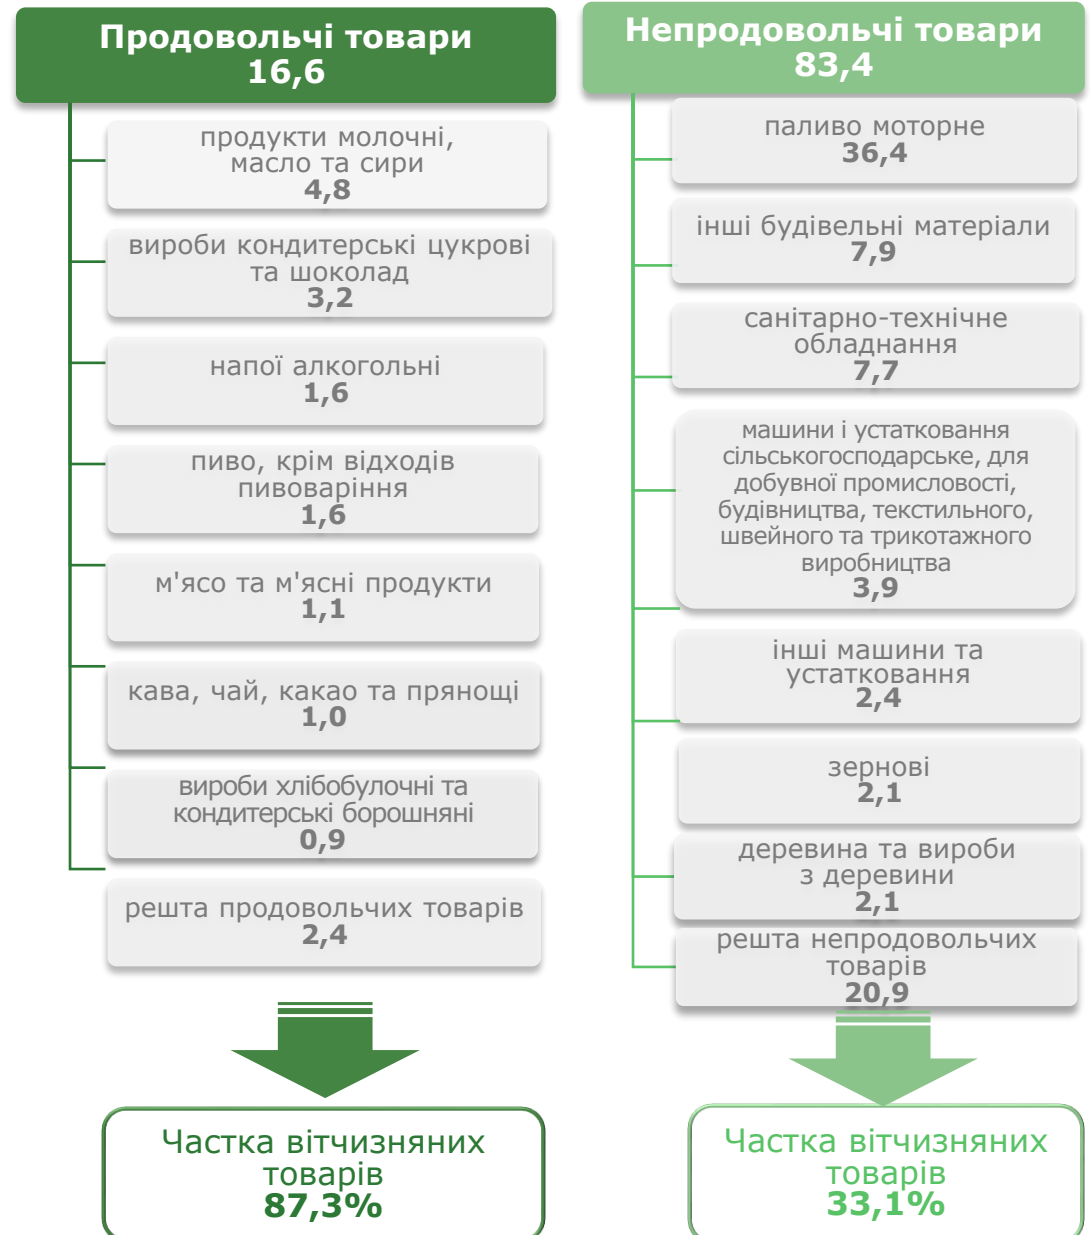 Продовольчі товари
16,6
продукти молочні,
масло та сири
4,8
вироби кондитерські цукрові
та шоколад
3,2
напої алкогольні
1,6
пиво, крім відходів
пивоваріння
1,6
м'ясо та м'ясні продукти
1,1
кава, чай, какао та прянощі
1,0
вироби хлібобулочні та
кондитерські борошняні
0,9
решта продовольчих товарів
2,4
Частка вітчизняних
товарів
87,3%
Непродовольчі товари
83,4
паливо моторне
36,4
інші будівельні матеріали
7,9
санітарно-технічне
обладнання
7,7
машини і устатковання
сільськогосподарське, для
добувної промисловості,
будівництва, текстильного,
швейного та трикотажного
виробництва
3,9
інші машини та
устатковання
2,4
зернові
2,1
деревина та вироби
з деревини
2,1
решта непродовольчих
товарів
20,9
Частка вітчизняних
товарів
33,1%